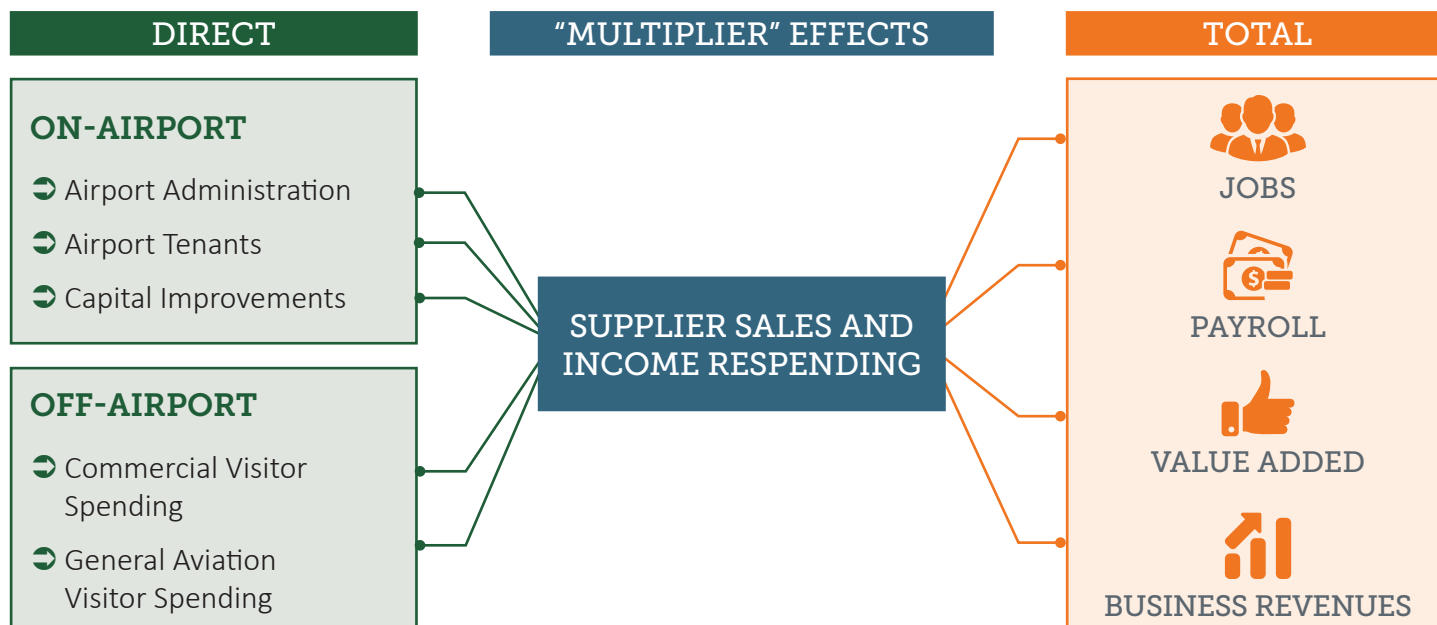 DIRECT
ON-AIRPORT
Airport Administration
Airport Tenants
Capital Improvements
OFF-AIRPORT
Commercial Visitor
Spending
General Aviation
Visitor Spending
“MULTIPLIER” EFFECTS
SUPPLIER SALES AND
INCOME RESPENDING
TOTAL
JOBS
$
PAYROLL
VALUE ADDED
BUSINESS REVENUES